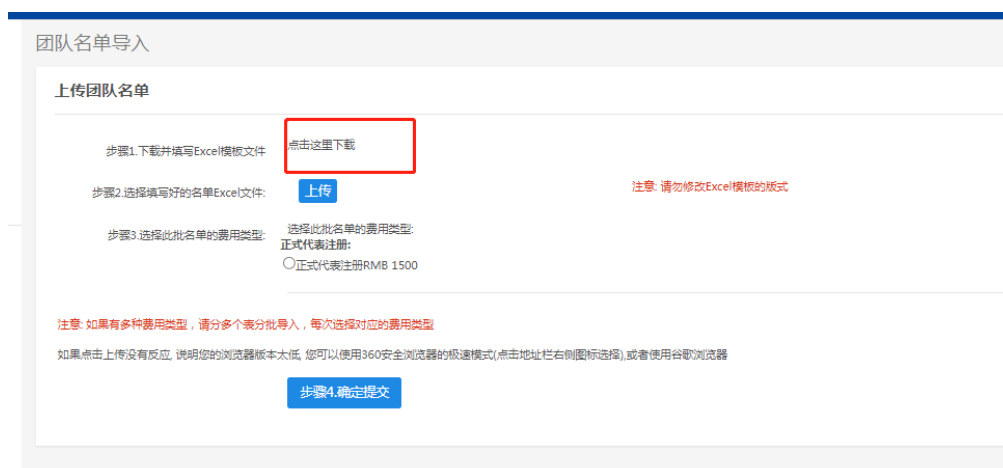 团队名单导入
上传团队名单
步骤1.下载并填写Excel模板文件
点击这里下载
步骤2.选择填写好的名单Excel文件:
上传
注意: 请勿修改Excel模板的版式
步骤3.选择此批名单的费用类型:
选择此批名单的费用类型:
正式代表注册:
正式代表注册RMB 1500
注意: 如果有多种费用类型，请分多个表分批导入，每次选择对应的费用类型
如果点击上传没有反应, 说明您的浏览器版本太低, 您可以使用360安全浏览器的极速模式(点击地址栏右侧图标选择),或者使用谷歌浏览器
步骤4.确定提交